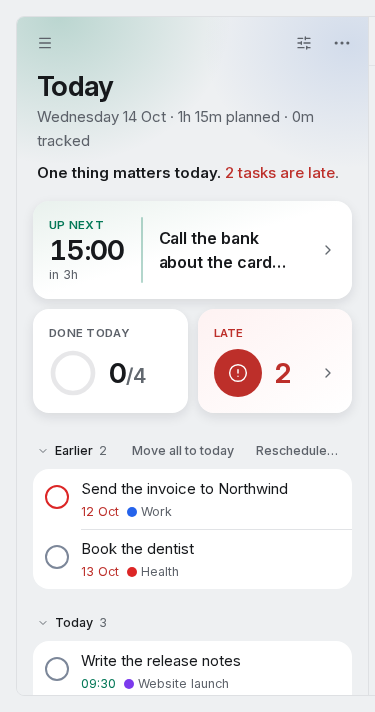 Today
Wednesday 14 Oct · 1h 15m planned · 0m
tracked
One thing matters today. 2 tasks are late.
UP NEXT
15:00
in 3h
Call the bank
about the card…
DONE TODAY
0/4
LATE
2
Earlier 2 Move all to today Reschedule…
Send the invoice to Northwind
12 Oct Work
Book the dentist
13 Oct Health
Today 3
Write the release notes
09:30 Website launch